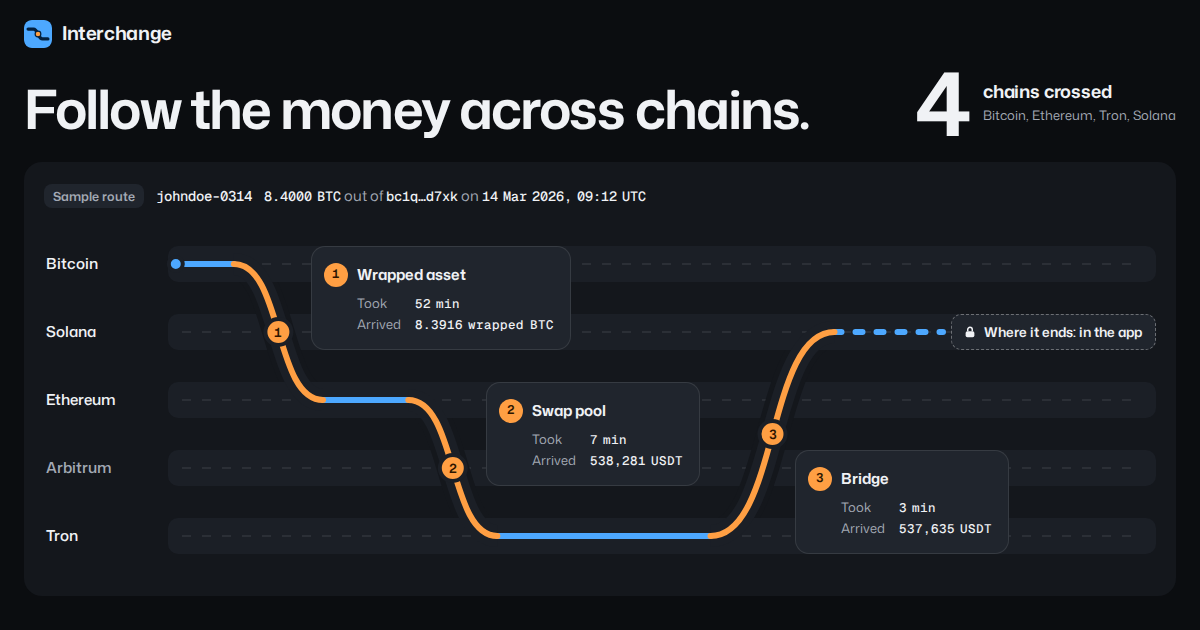 Interchange
Follow the money across chains.
4
chains crossed
Bitcoin, Ethereum, Tron, Solana
Sample route johndoe-0314 8.4000 BTC out of bc1q…d7xk on 14 Mar 2026, 09:12 UTC
Bitcoin
1 Wrapped asset
Took 52 min
Arrived 8.3916 wrapped BTC
Solana
1
Where it ends: in the app
Ethereum
2 Swap pool
Took 7 min
Arrived 538,281 USDT
3
Arbitrum
2
3 Bridge
Took 3 min
Arrived 537,635 USDT
Tron